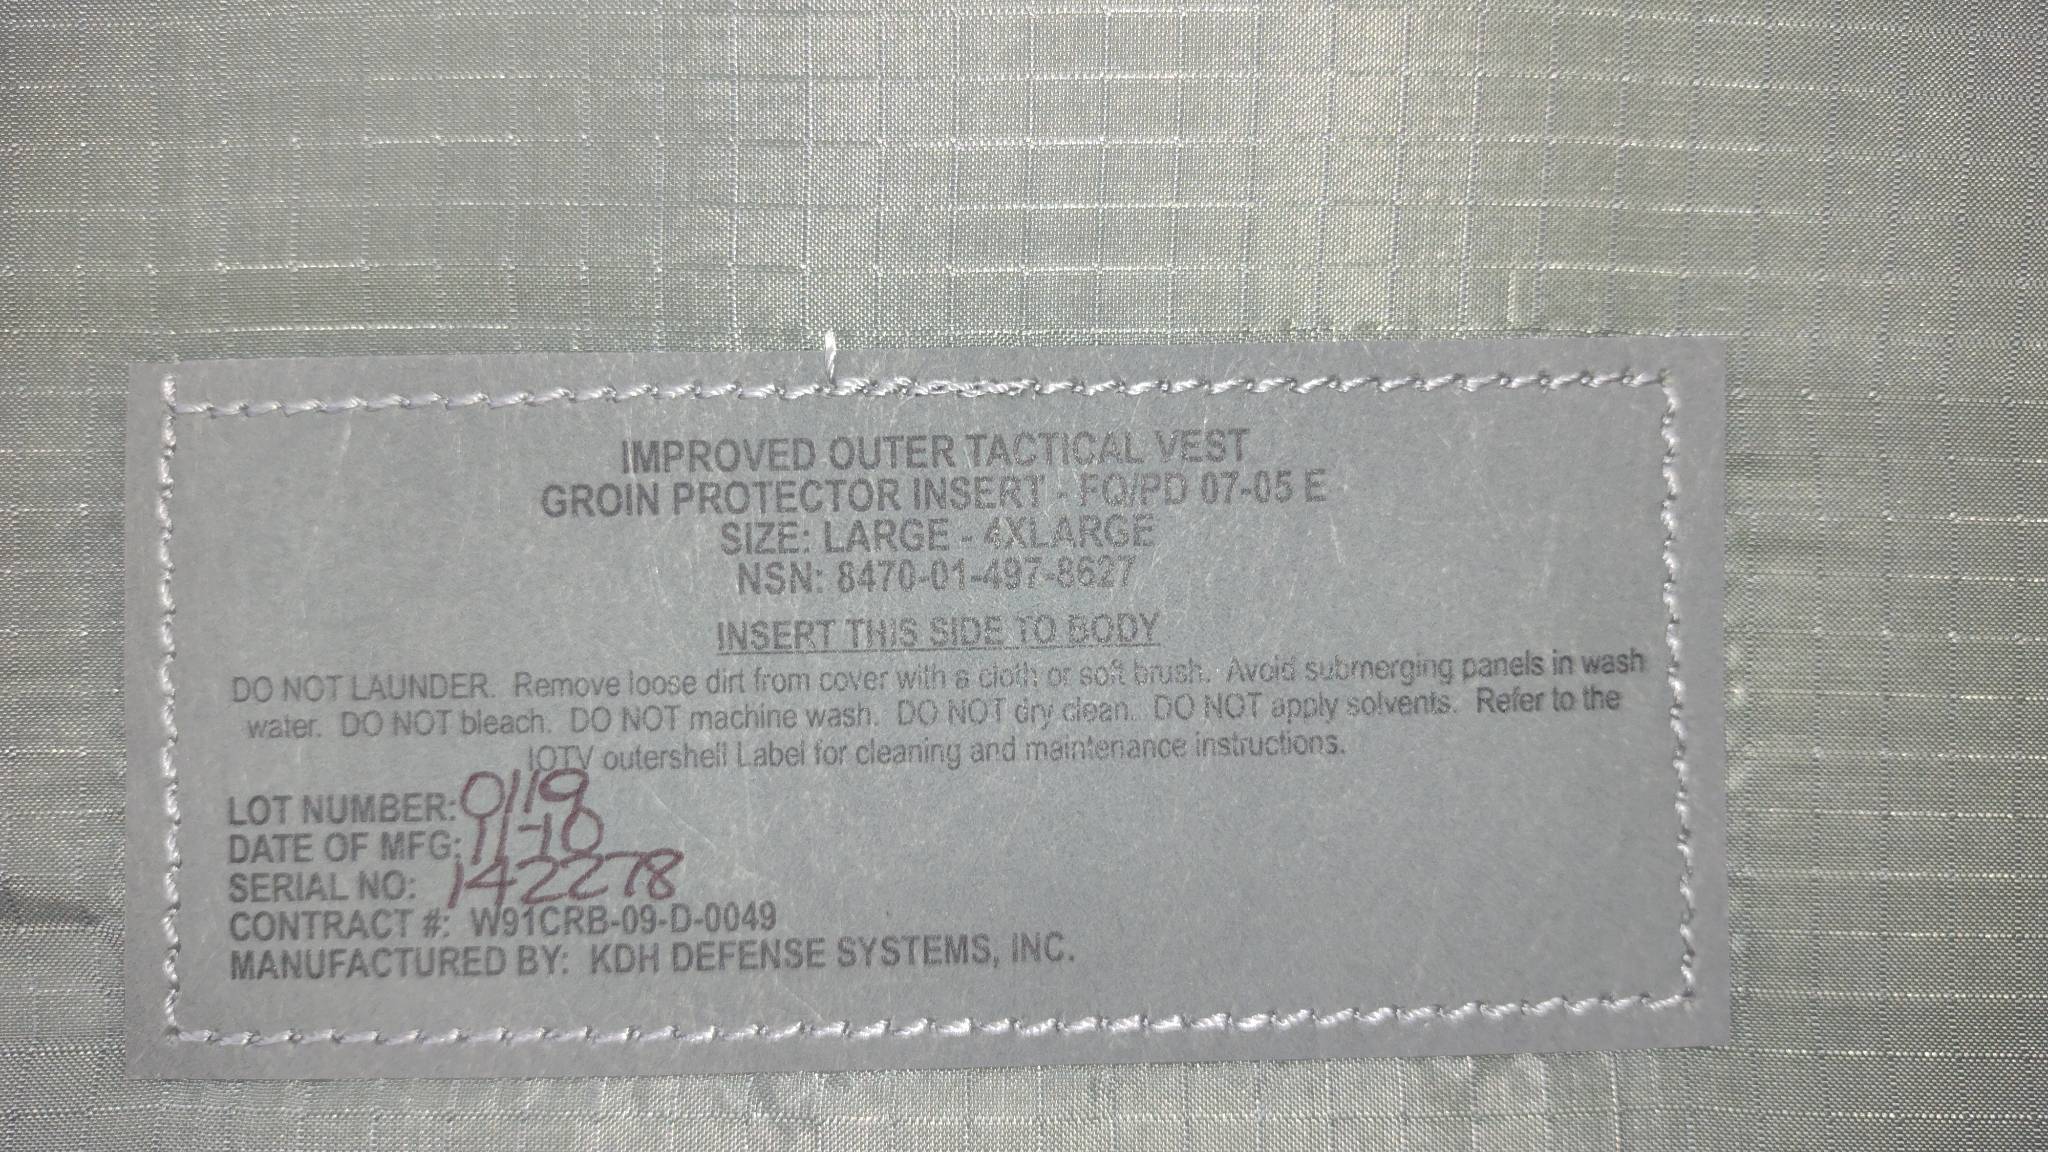 IMPROVED OUTER TACTICAL VEST
GROIN PROTECTOR INSERT - FQ/PD 07-05 E
SIZE: LARGE - 4XLARGE
NSN: 8470-01-497-8627
INSERT THIS SIDE TO BODY
DO NOT LAUNDER. Remove loose dirt from cover with a cloth or soft brush. Avoid submerging panels in wash
water. DO NOT bleach. DO NOT machine wash. DO NOT dry clean. DO NOT apply solvents. Refer to the
IOTV outershell Label for cleaning and maintenance instructions.
LOT NUMBER: 0119
DATE OF MFG: 11-10
SERIAL NO: 142278
CONTRACT #: W91CRB-09-D-0049
MANUFACTURED BY: KDH DEFENSE SYSTEMS, INC.